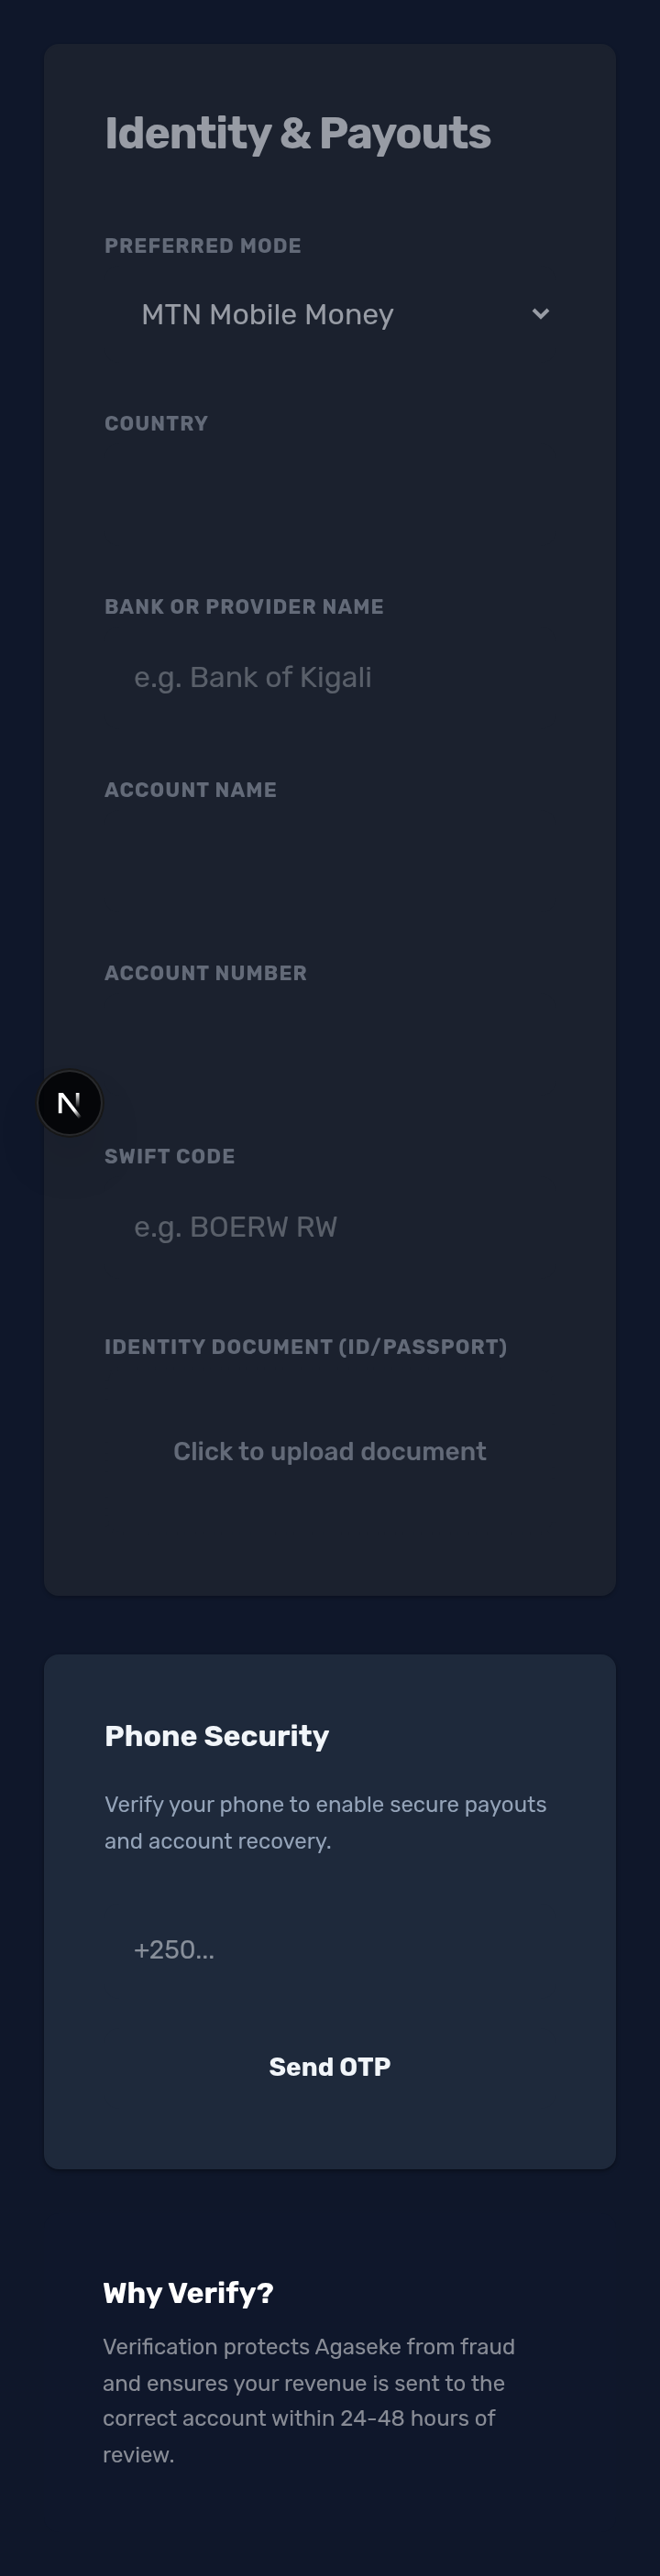 Identity & Payouts
PREFERRED MODE
MTN Mobile Money
COUNTRY
BANK OR PROVIDER NAME
e.g. Bank of Kigali
ACCOUNT NAME
ACCOUNT NUMBER
N
SWIFT CODE
e.g. BOERW RW
IDENTITY DOCUMENT (ID/PASSPORT)
Click to upload document
Phone Security
Verify your phone to enable secure payouts
and account recovery.
+250...
Send OTP
Why Verify?
Verification protects Agaseke from fraud
and ensures your revenue is sent to the
correct account within 24-48 hours of
review.